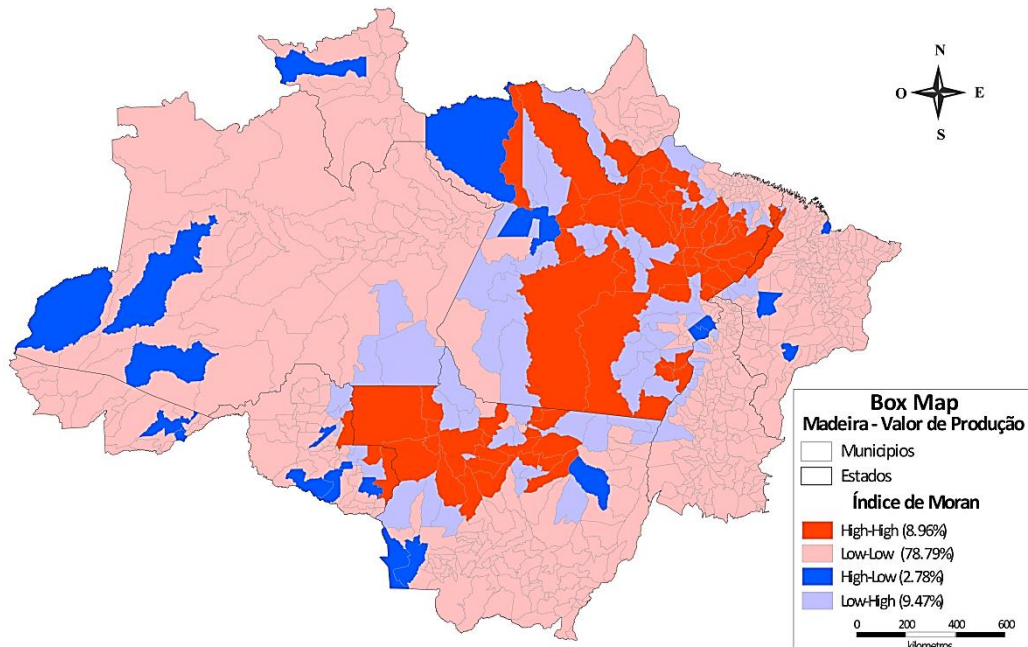 N
O E
S
Box Map
Madeira - Valor de Produção
Municipios
Estados
Índice de Moran
High-High (8.96%)
Low-Low (78.79%)
High-Low (2.78%)
Low-High (9.47%)
0 200 400 600
kilometros